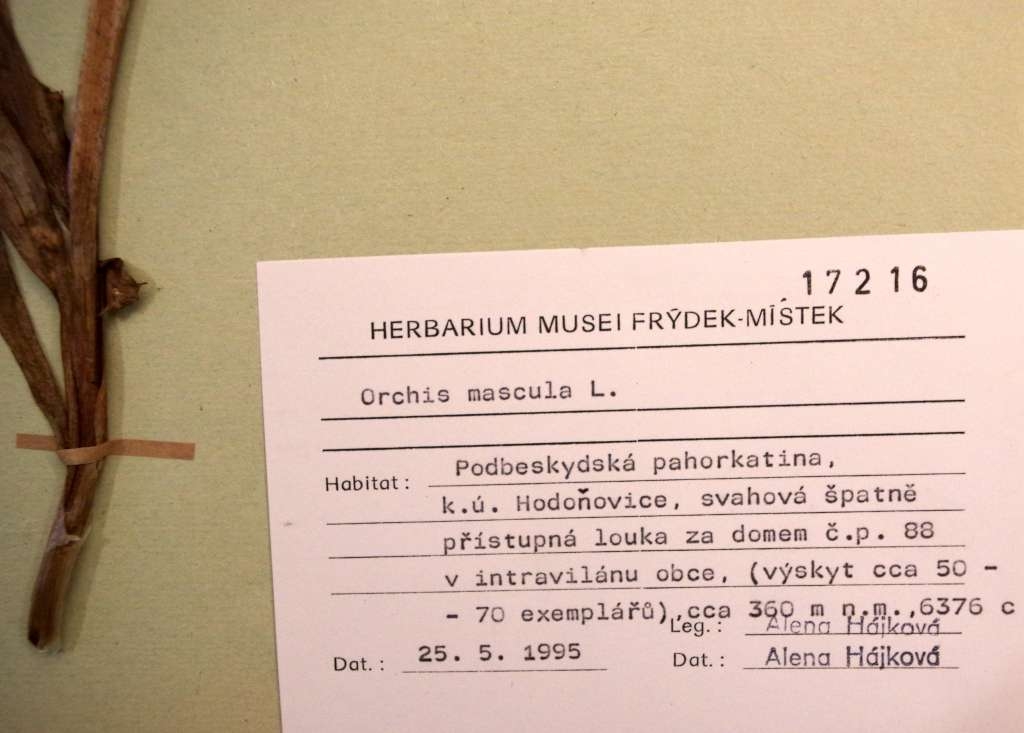 17216
HERBARIUM MUSEI FRÝDEK-MÍSTEK
Orchis mascula L.
Habitat: Podbeskydská pahorkatina,
k.ú. Hodoňovice, svahová špatně
přístupná louka za domem č.p. 88
v intravilánu obce, (výskyt cca 50 -
- 70 exemplářů),cca 360 m n.m.,6376 c
Leg.: Alena Hájková
Dat.: 25. 5. 1995 Dat.: Alena Hájková